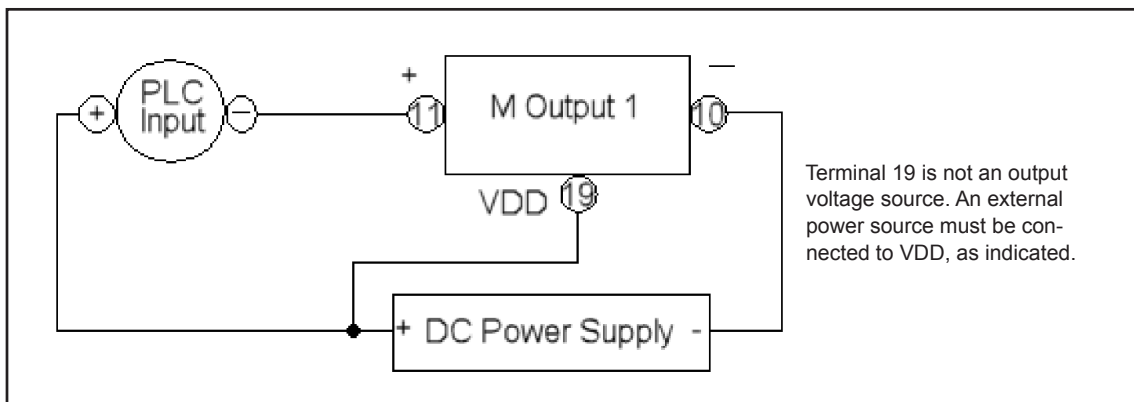 + —
+ PLC Input − 11 M Output 1 10
VDD 19
+ DC Power Supply -
Terminal 19 is not an output
voltage source. An external
power source must be con-
nected to VDD, as indicated.